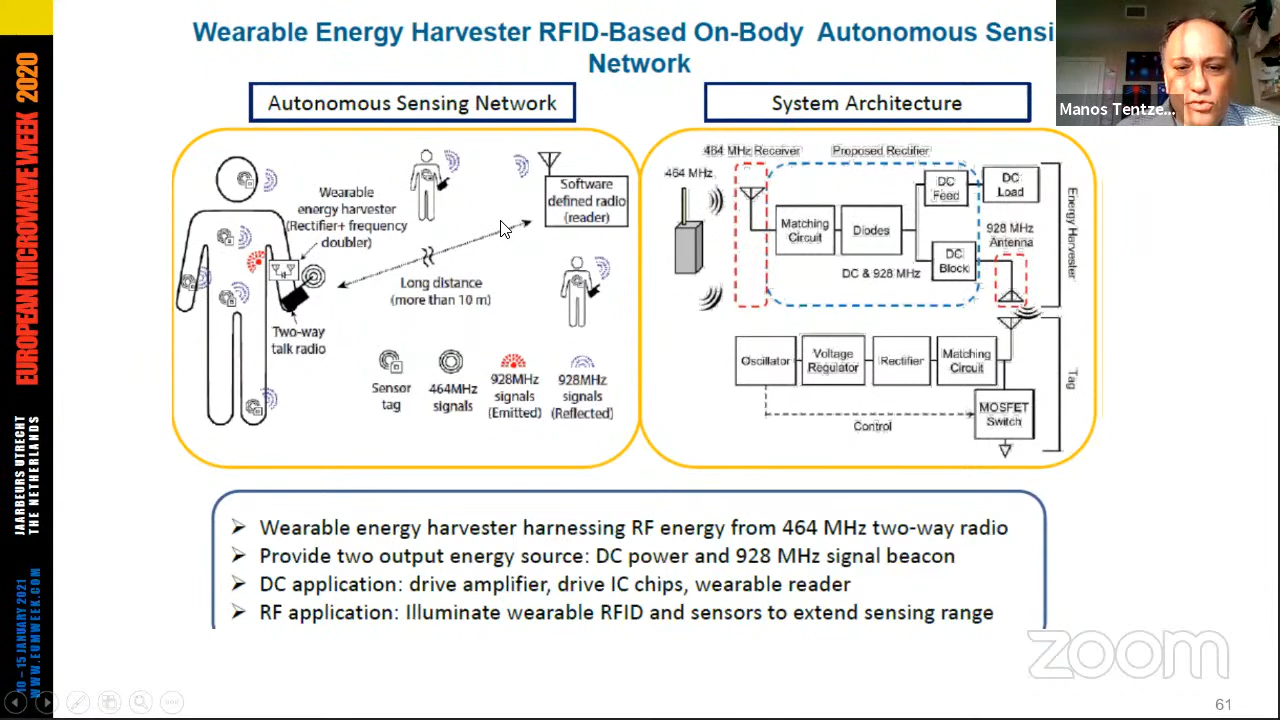 Wearable Energy Harvester RFID-Based On-Body Autonomous Sensi
Network
Manos Tentze...
Autonomous Sensing Network
System Architecture
Wearable
energy harvester
(Rectifier+ frequency
doubler)
Software
defined radio
(reader)
Long distance
(more than 10 m)
Two-way
talk radio
Sensor
tag
464MHz
signals
928MHz
signals
(Emitted)
928MHz
signals
(Reflected)
464 MHz Receiver
Proposed Rectifier
464 MHz
Matching
Circuit
Diodes
DC
Feed
DC
Load
DC
Block
DC & 928 MHz
928 MHz
Antenna
Energy Harvester
Oscillator
Voltage
Regulator
Rectifier
Matching
Circuit
MOSFET
Switch
Control
Tag
➢ Wearable energy harvester harnessing RF energy from 464 MHz two-way radio
➢ Provide two output energy source: DC power and 928 MHz signal beacon
➢ DC application: drive amplifier, drive IC chips, wearable reader
➢ RF application: Illuminate wearable RFID and sensors to extend sensing range
EUROPEAN MICROWAVE WEEK 2020
JAARBEURS UTRECHT
THE NETHERLANDS
10 – 15 JANUARY 2021
WWW.EUMWEEK.COM
zoom
61